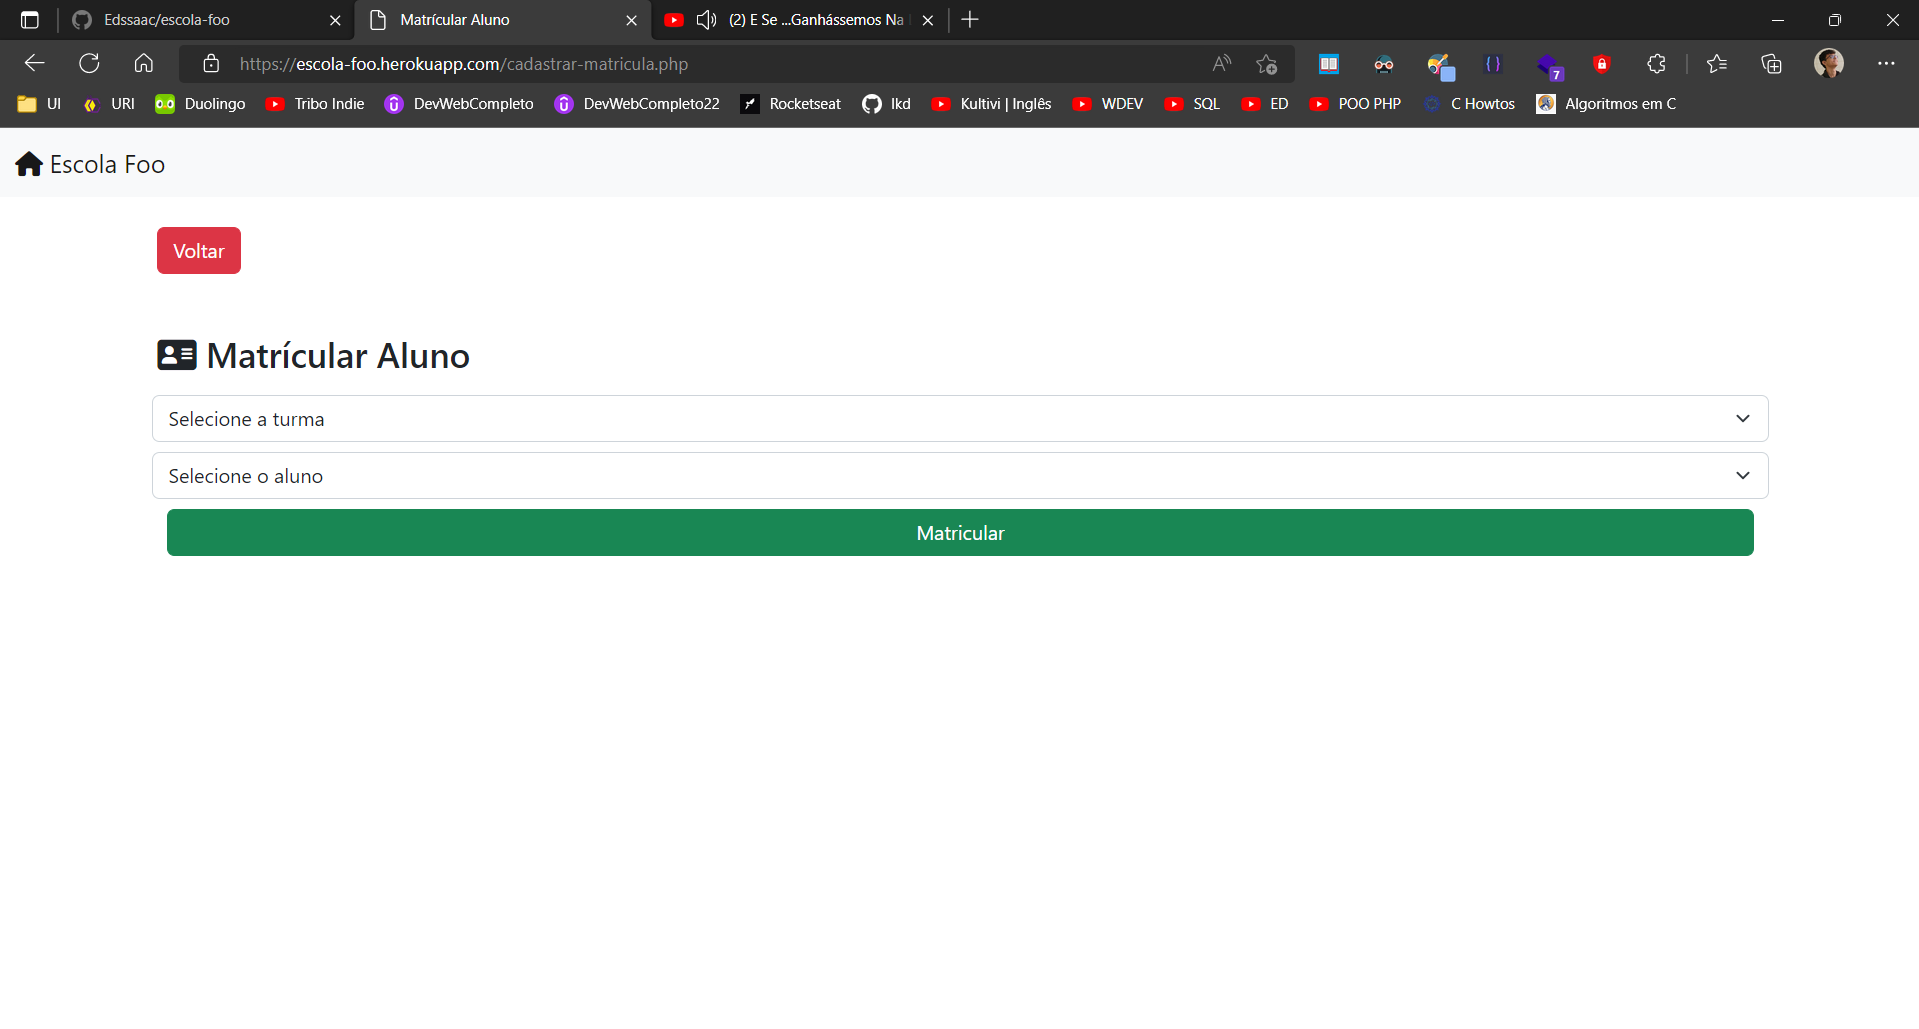 Edssaac/escola-foo
Matrícular Aluno
(2) E Se ...Ganhássemos Na
https://escola-foo.herokuapp.com/cadastrar-matricula.php
7
UI
URI
Duolingo
Tribo Indie
DevWebCompleto
DevWebCompleto22
Rocketseat
lkd
Kultivi | Inglês
WDEV
SQL
ED
POO PHP
C Howtos
Algoritmos em C
Escola Foo
Voltar
Matrícular Aluno
Selecione a turma
Selecione o aluno
Matricular